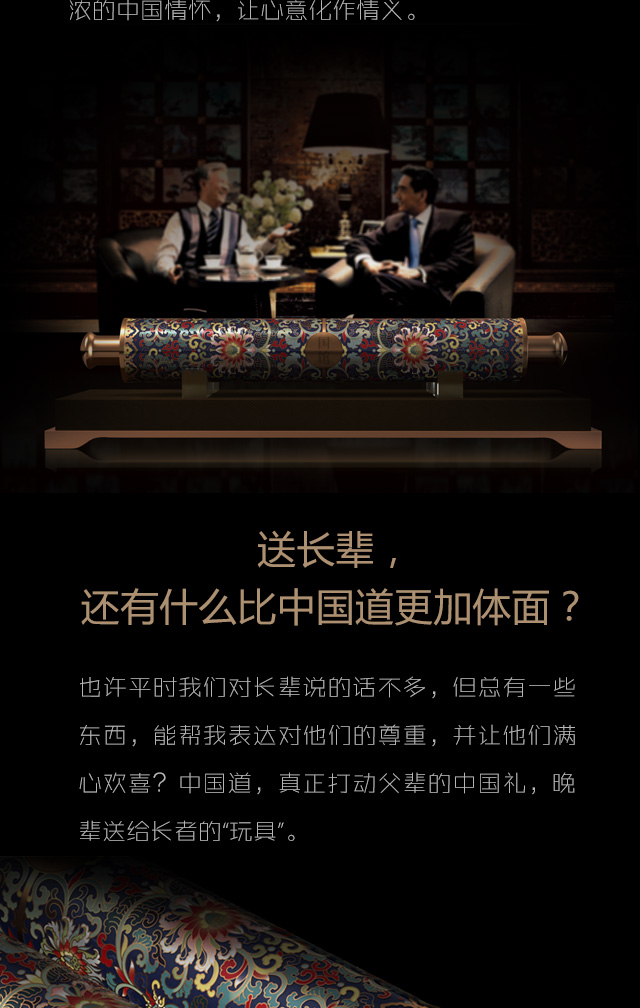 浓的中国情怀，让心意化作情义。
送长辈，
还有什么比中国道更加体面？
也许平时我们对长辈说的话不多，但总有一些
东西，能帮我表达对他们的尊重，并让他们满
心欢喜？中国道，真正打动父辈的中国礼，晚
辈送给长者的“玩具”。